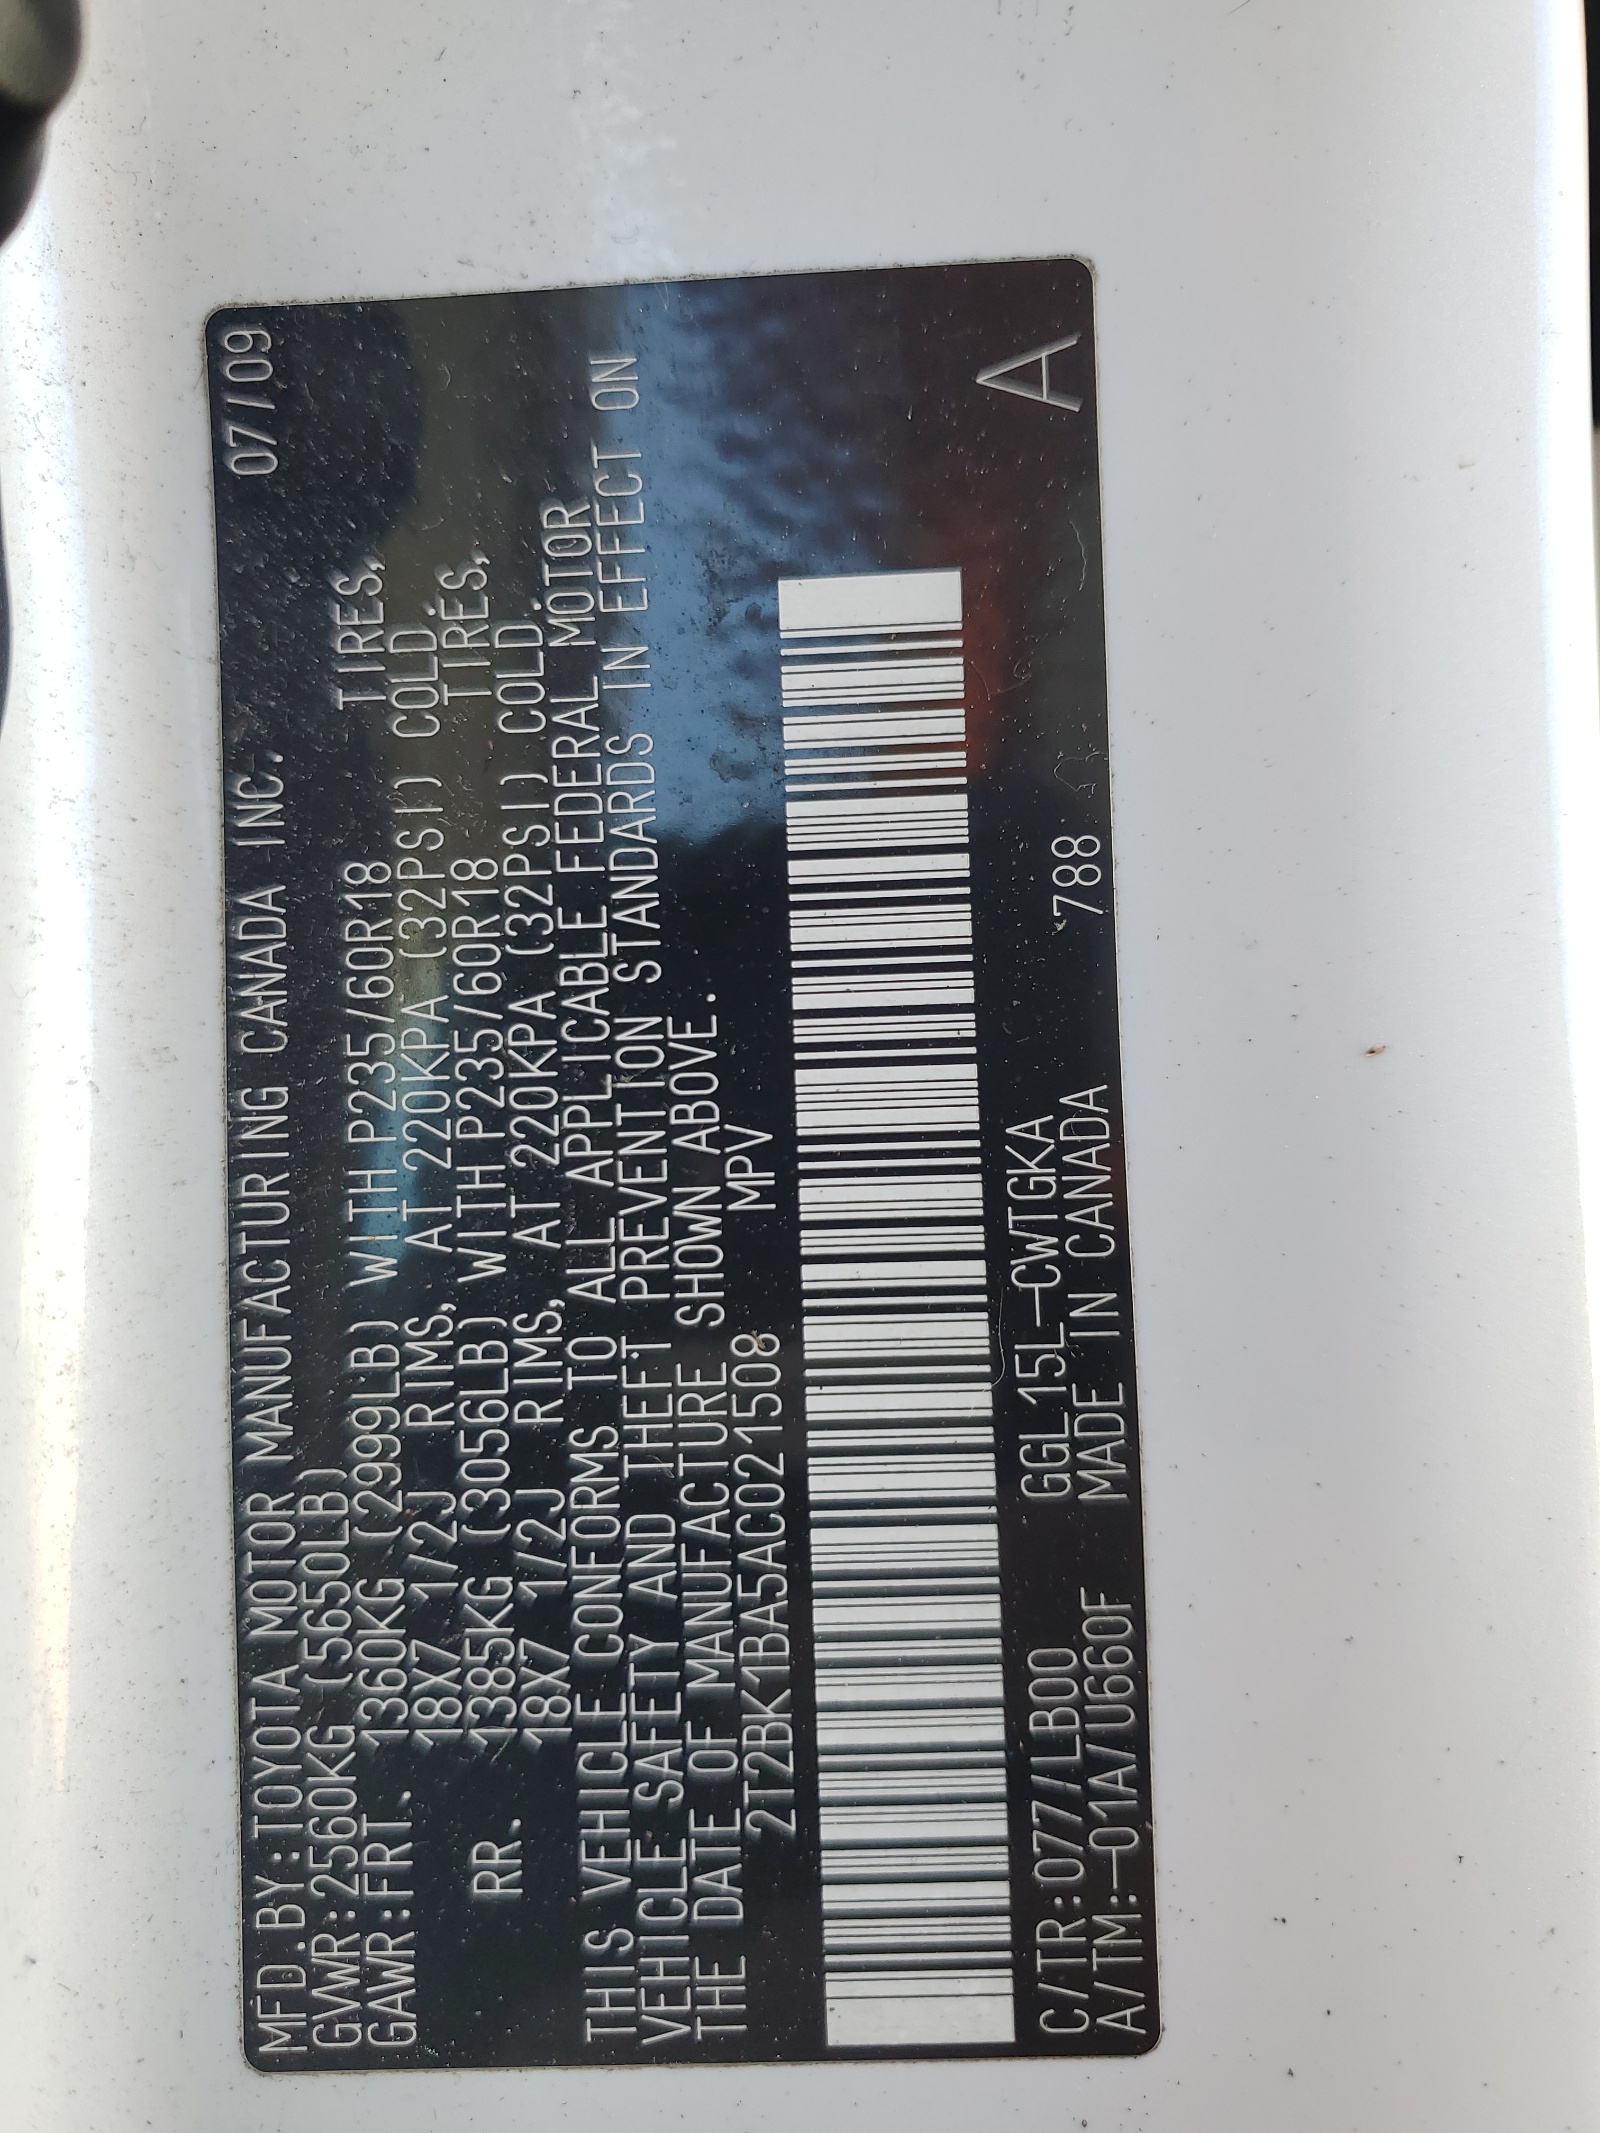 MFD.BY:TOYOTA MOTOR MANUFACTURING CANADA INC. 07/09
GVWR:2560KG (5650LB)
GAWR:FRT. 1360KG (2999LB) WITH P235/60R18 TIRES,
18X7 1/2J RIMS, AT 220KPA (32PSI) COLD.
RR. 1385KG (3056LB) WITH P235/60R18 TIRES,
18X7 1/2J RIMS, AT 220KPA (32PSI) COLD.
THIS VEHICLE CONFORMS TO ALL APPLICABLE FEDERAL MOTOR
VEHICLE SAFETY AND THEFT PREVENTION STANDARDS IN EFFECT ON
THE DATE OF MANUFACTURE SHOWN ABOVE.
2T2BK1BA5AC021508 MPV
C/TR:077/LB00 GGL15L-CWTGKA A
A/TM:-01A/U660F MADE IN CANADA 788